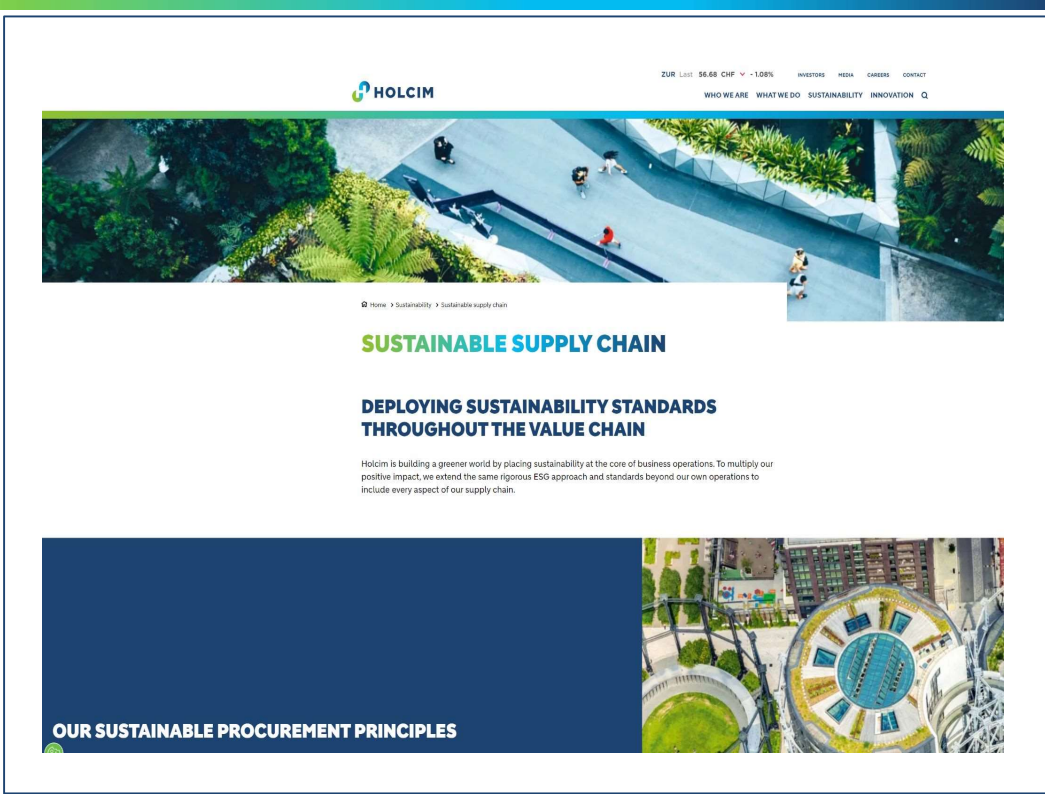 HOLCIM
ZUR Last 56.68 CHF - 1.08%
INVESTORS MEDIA CAREERS CONTACT
WHO WE ARE WHAT WE DO SUSTAINABILITY INNOVATION
Home > Sustainability > Sustainable supply chain
SUSTAINABLE SUPPLY CHAIN
DEPLOYING SUSTAINABILITY STANDARDS
THROUGHOUT THE VALUE CHAIN
Holcim is building a greener world by placing sustainability at the core of business operations. To multiply our
positive impact, we extend the same rigorous ESG approach and standards beyond our own operations to
include every aspect of our supply chain.
OUR SUSTAINABLE PROCUREMENT PRINCIPLES